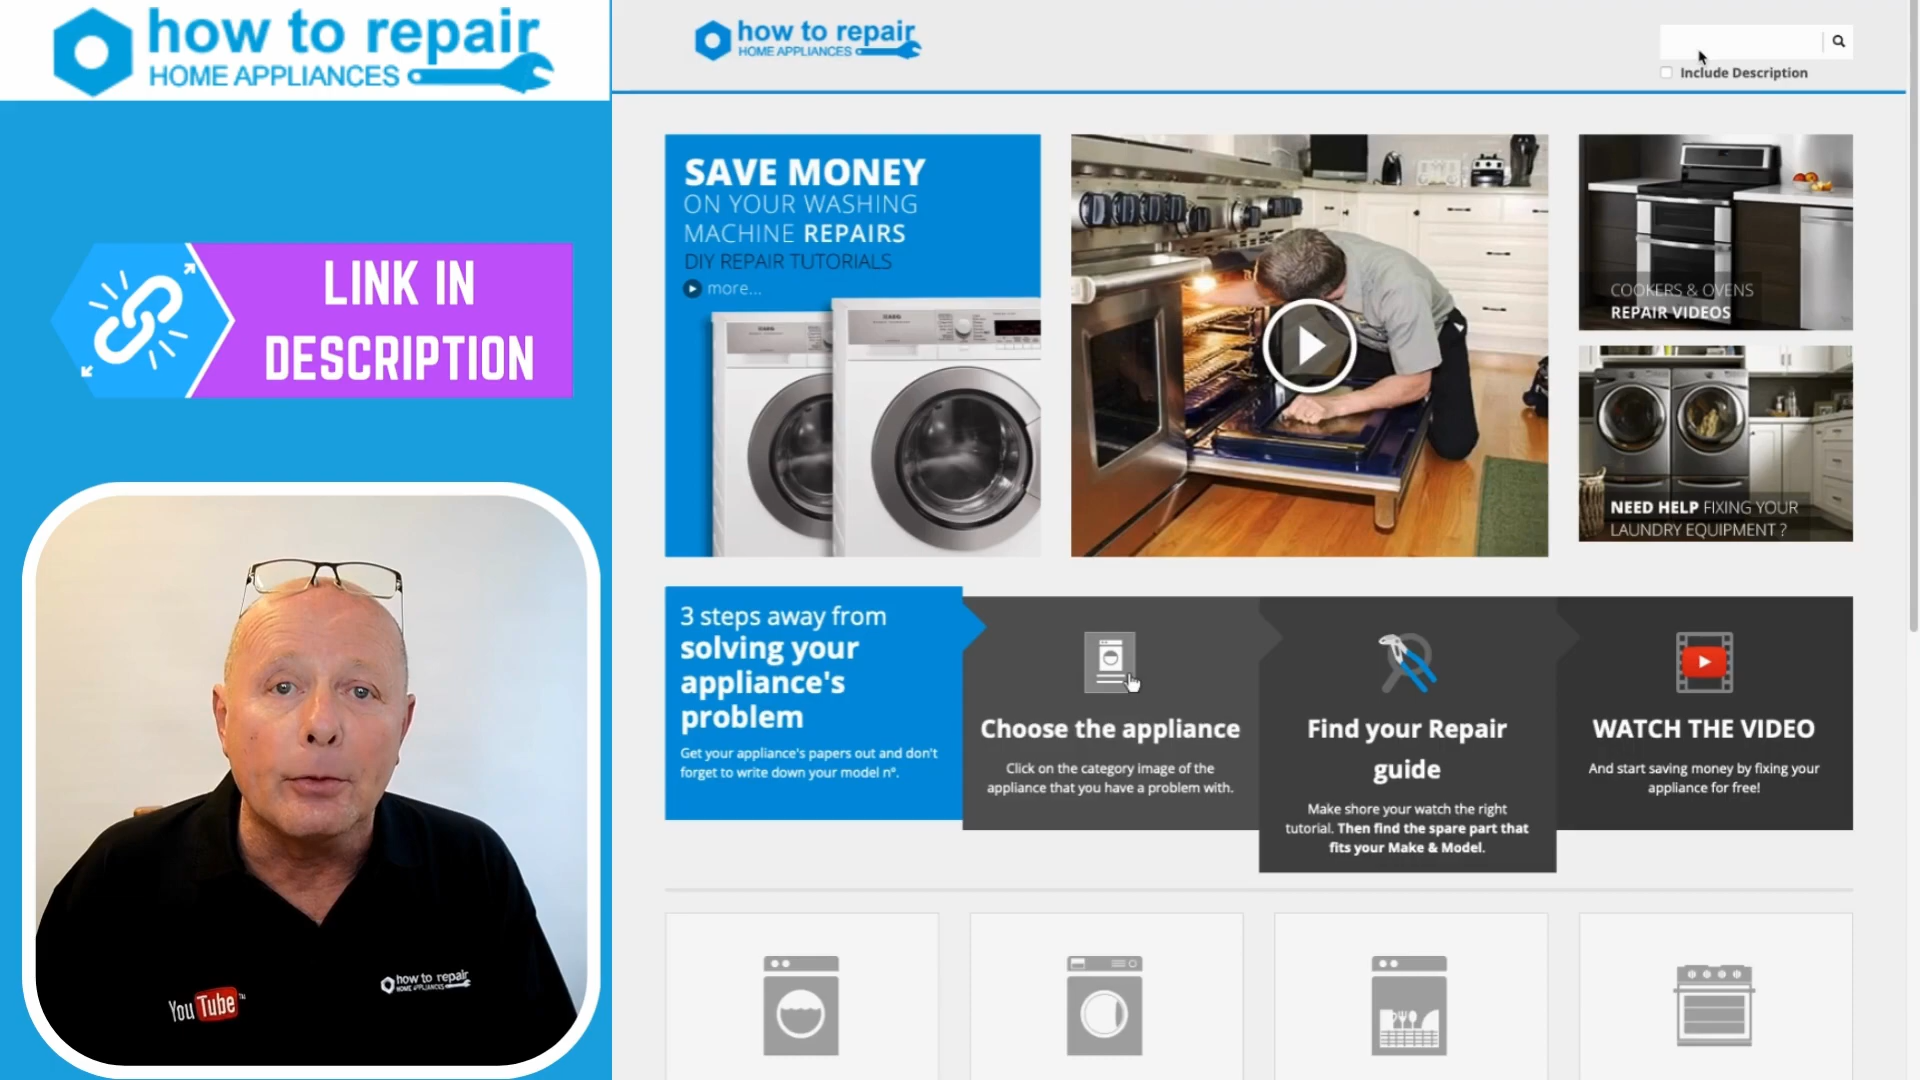 how to repair
HOME APPLIANCES
LINK IN
DESCRIPTION
how to repair
HOME APPLIANCES
You Tube
how to repair
HOME APPLIANCES
Include Description
SAVE MONEY
ON YOUR WASHING
MACHINE REPAIRS
DIY REPAIR TUTORIALS
more...
COOKERS & OVENS
REPAIR VIDEOS
NEED HELP FIXING YOUR
LAUNDRY EQUIPMENT ?
3 steps away from
solving your
appliance's
problem
Get your appliance's papers out and don't
forget to write down your model nº.
Choose the appliance
Click on the category image of the
appliance that you have a problem with.
Find your Repair
guide
Make shore your watch the right
tutorial. Then find the spare part that
fits your Make & Model.
WATCH THE VIDEO
And start saving money by fixing your
appliance for free!